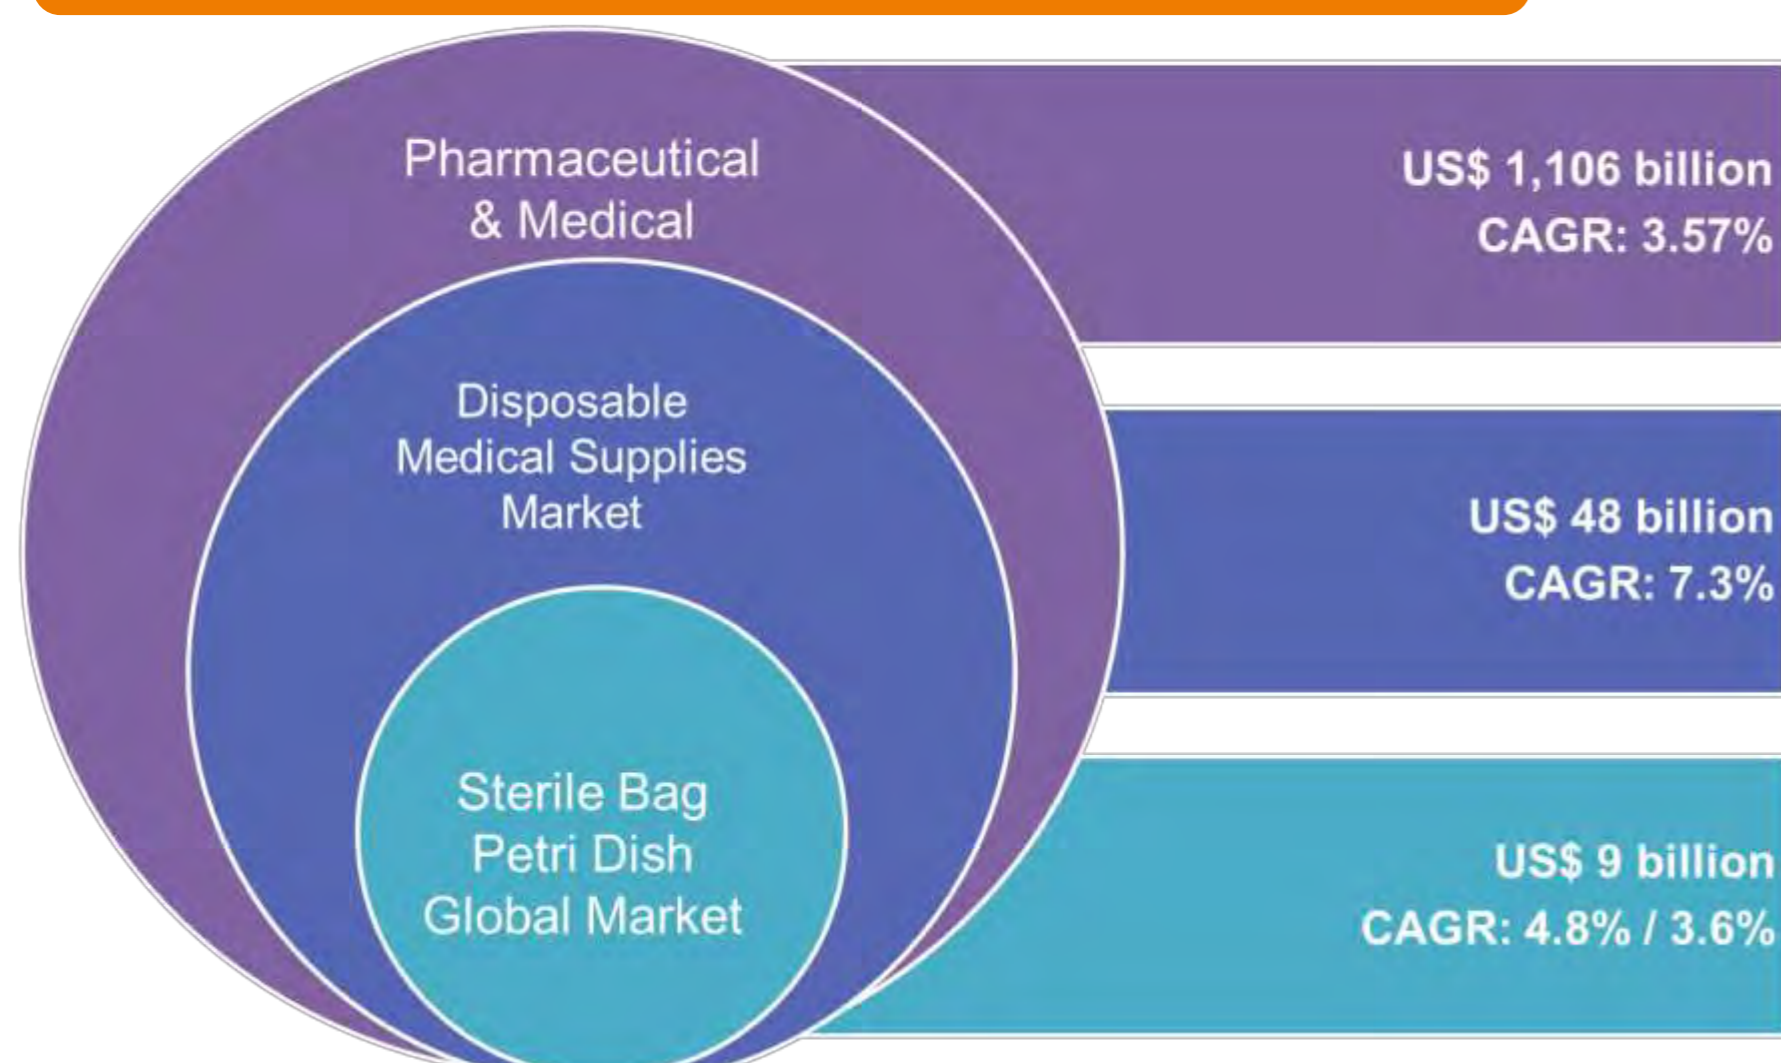 Pharmaceutical
& Medical
US$ 1,106 billion
CAGR: 3.57%
Disposable
Medical Supplies
Market
US$ 48 billion
CAGR: 7.3%
Sterile Bag
Petri Dish
Global Market
US$ 9 billion
CAGR: 4.8% / 3.6%